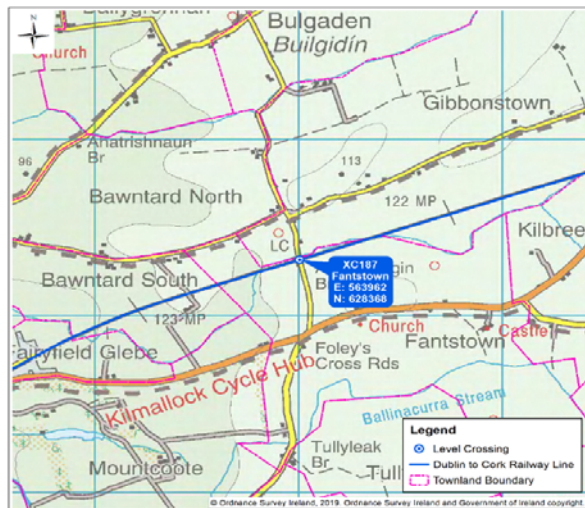 N
Ballygrennan
Bulgaden
Builgidín
Church
Gibbonstown
Ahatrishnaun
Br
96
113
Bawntard North
122 MP
LC
Kilbree
XC187
Fantstown
E: 563962
N: 628368
Bawntard South
123 MP
Church
Castle
Fantstown
Fairyfield Glebe
Foley's
Cross Rds
Kilmallock Cycle Hub
Ballinacurra Stream
Mountcoote
Tullyleak
Br
Legend
Level Crossing
Dublin to Cork Railway Line
Townland Boundary
© Ordnance Survey Ireland, 2019. Ordnance Survey Ireland and Government of Ireland copyright.